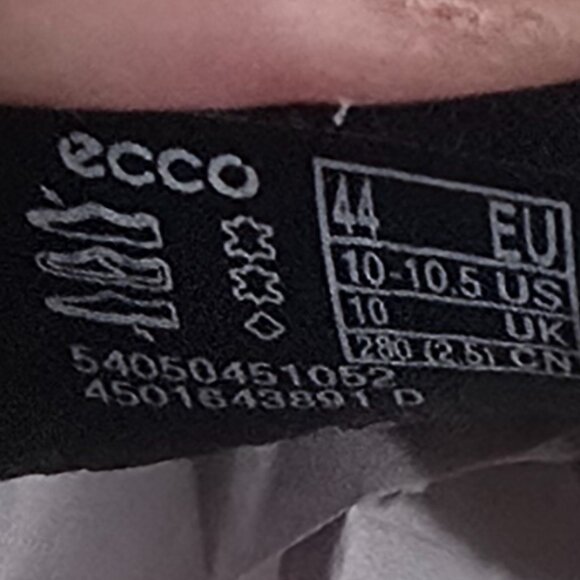 ecco
44 EU
10-10.5 US
10 UK
280 (2.5) CN
54050451052
4501643891 D